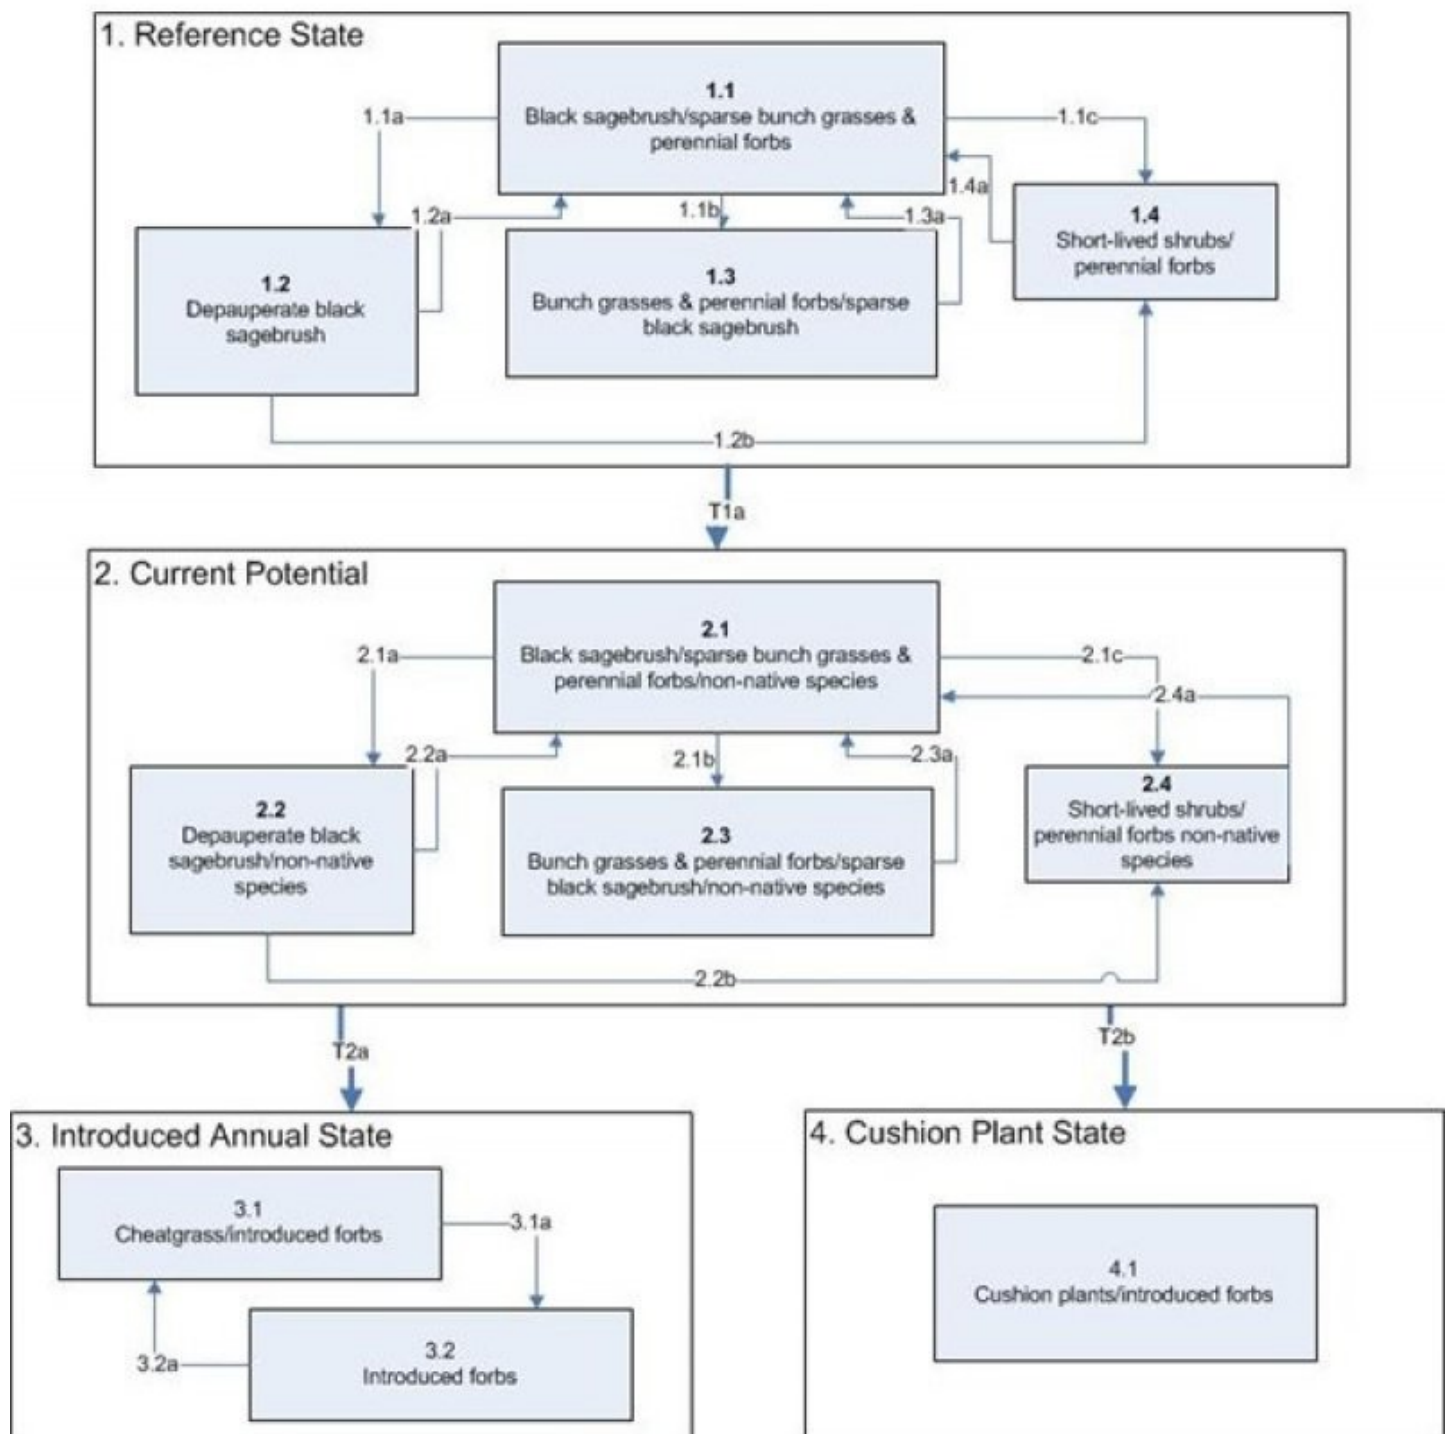 1. Reference State
1.1
Black sagebrush/sparse bunch grasses &
perennial forbs
1.1a
1.1c
1.4a
1.2a
1.1b
1.3a
1.4
Short-lived shrubs/
perennial forbs
1.2
Depauperate black
sagebrush
1.3
Bunch grasses & perennial forbs/sparse
black sagebrush
1.2b
T1a
2. Current Potential
2.1
Black sagebrush/sparse bunch grasses &
perennial forbs/non-native species
2.1a
2.1c
2.4a
2.2a
2.1b
2.3a
2.4
Short-lived shrubs/
perennial forbs non-native
species
2.2
Depauperate black
sagebrush/non-native
species
2.3
Bunch grasses & perennial forbs/sparse
black sagebrush/non-native species
2.2b
T2a
T2b
3. Introduced Annual State
3.1
Cheatgrass/introduced forbs
3.1a
3.2
Introduced forbs
3.2a
4. Cushion Plant State
4.1
Cushion plants/introduced forbs